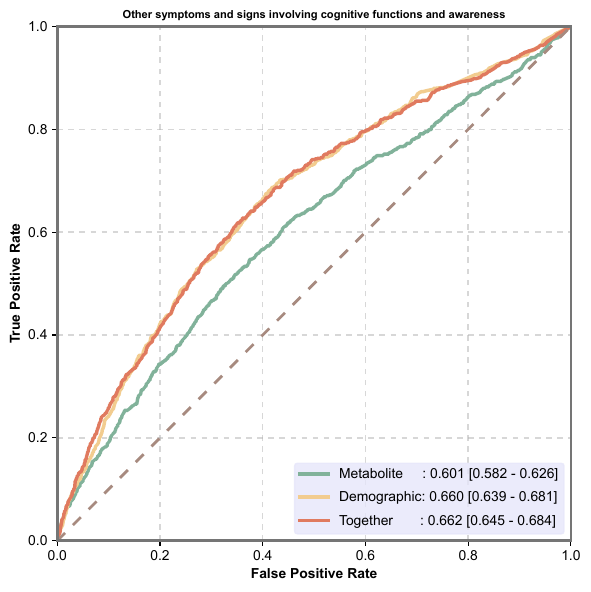 Other symptoms and signs involving cognitive functions and awareness
1.0
0.8
0.6
0.4
0.2
0.0
True Positive Rate
Metabolite : 0.601 [0.582 - 0.626]
Demographic: 0.660 [0.639 - 0.681]
Together : 0.662 [0.645 - 0.684]
0.0 0.2 0.4 0.6 0.8 1.0
False Positive Rate